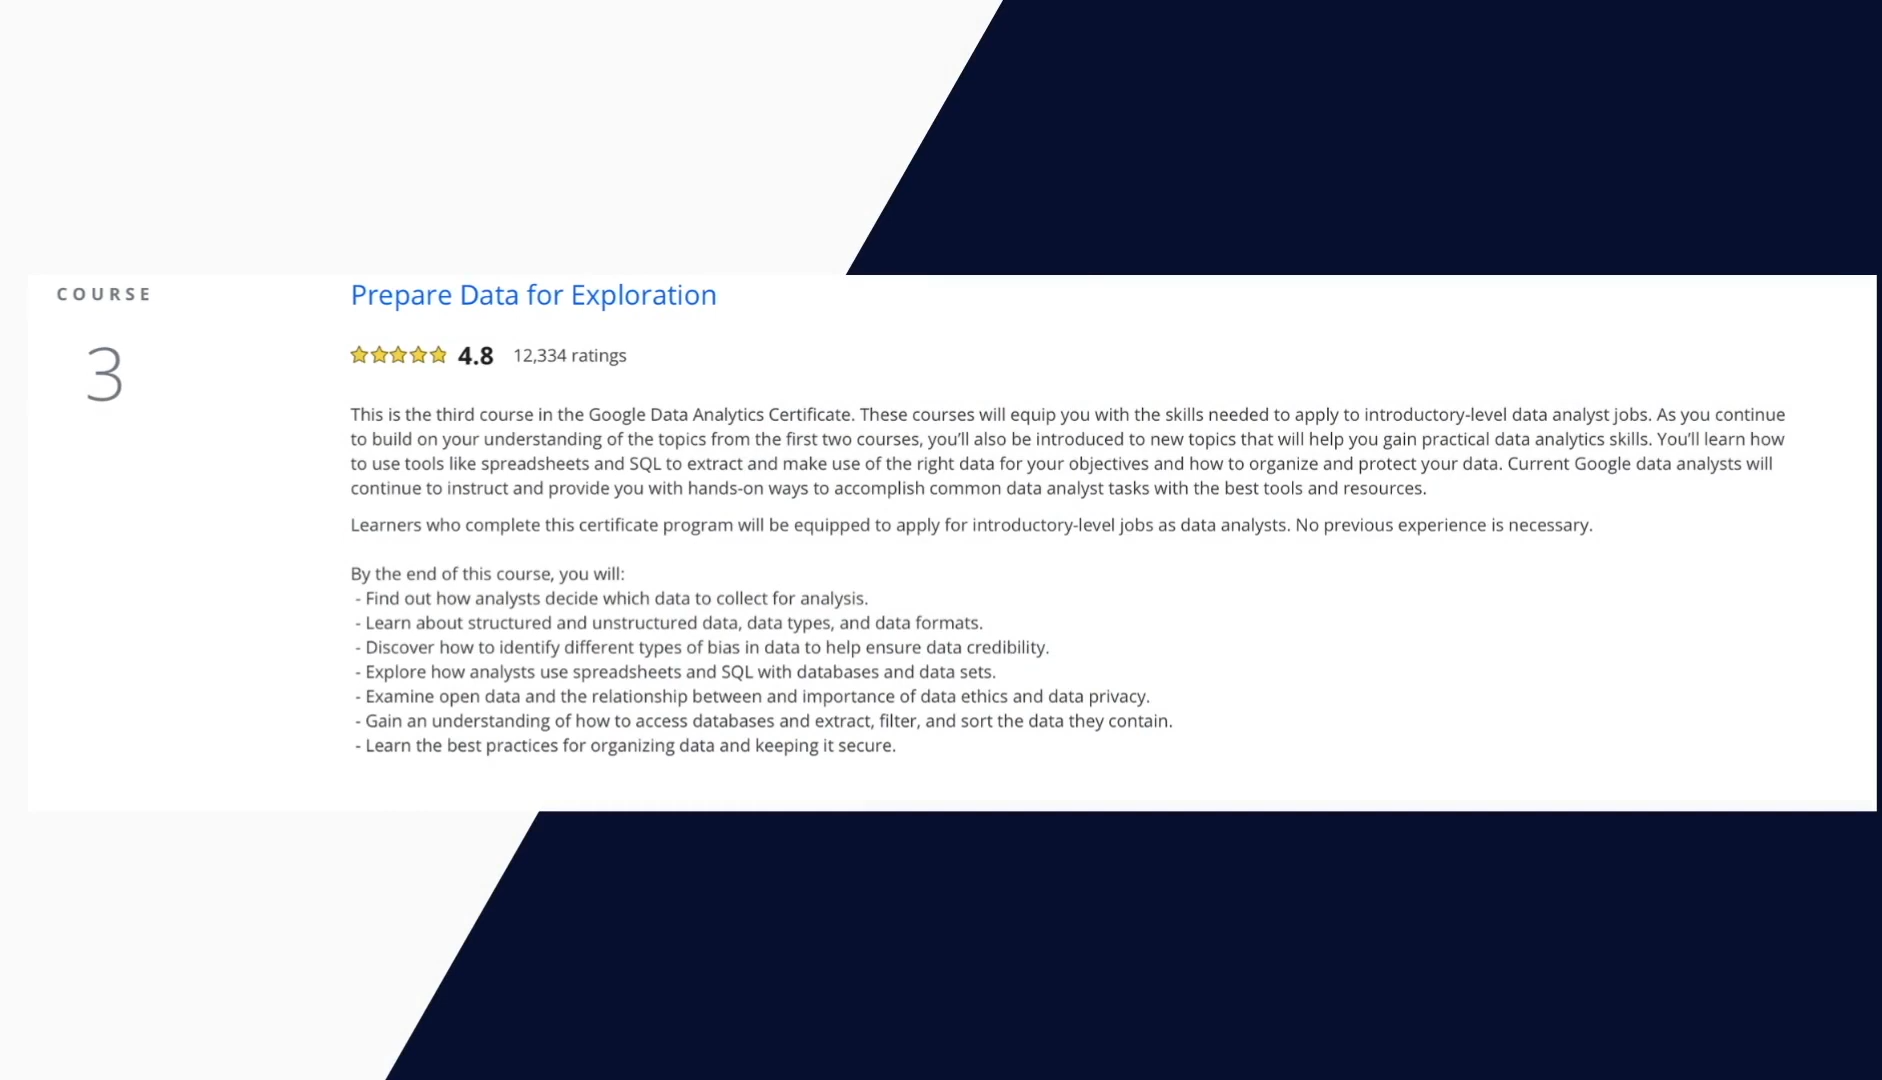 COURSE
3
Prepare Data for Exploration
4.8 12,334 ratings
This is the third course in the Google Data Analytics Certificate. These courses will equip you with the skills needed to apply to introductory-level data analyst jobs. As you continue
to build on your understanding of the topics from the first two courses, you’ll also be introduced to new topics that will help you gain practical data analytics skills. You’ll learn how
to use tools like spreadsheets and SQL to extract and make use of the right data for your objectives and how to organize and protect your data. Current Google data analysts will
continue to instruct and provide you with hands-on ways to accomplish common data analyst tasks with the best tools and resources.
Learners who complete this certificate program will be equipped to apply for introductory-level jobs as data analysts. No previous experience is necessary.
By the end of this course, you will:
- Find out how analysts decide which data to collect for analysis.
- Learn about structured and unstructured data, data types, and data formats.
- Discover how to identify different types of bias in data to help ensure data credibility.
- Explore how analysts use spreadsheets and SQL with databases and data sets.
- Examine open data and the relationship between and importance of data ethics and data privacy.
- Gain an understanding of how to access databases and extract, filter, and sort the data they contain.
- Learn the best practices for organizing data and keeping it secure.